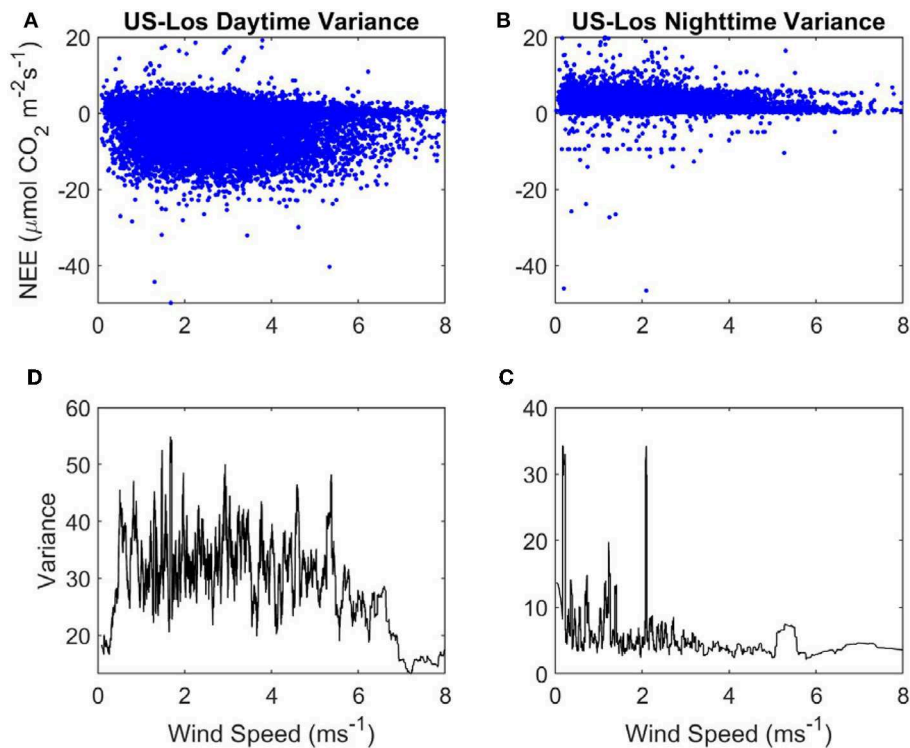 A US-Los Daytime Variance
B US-Los Nighttime Variance
NEE (μmol CO₂ m⁻²s⁻¹)
20
0
-20
-40
0 2 4 6 8
20
0
-20
-40
0 2 4 6 8
D
C
Variance
60
50
40
30
20
0 2 4 6 8
Wind Speed (ms⁻¹)
40
30
20
10
0
0 2 4 6 8
Wind Speed (ms⁻¹)